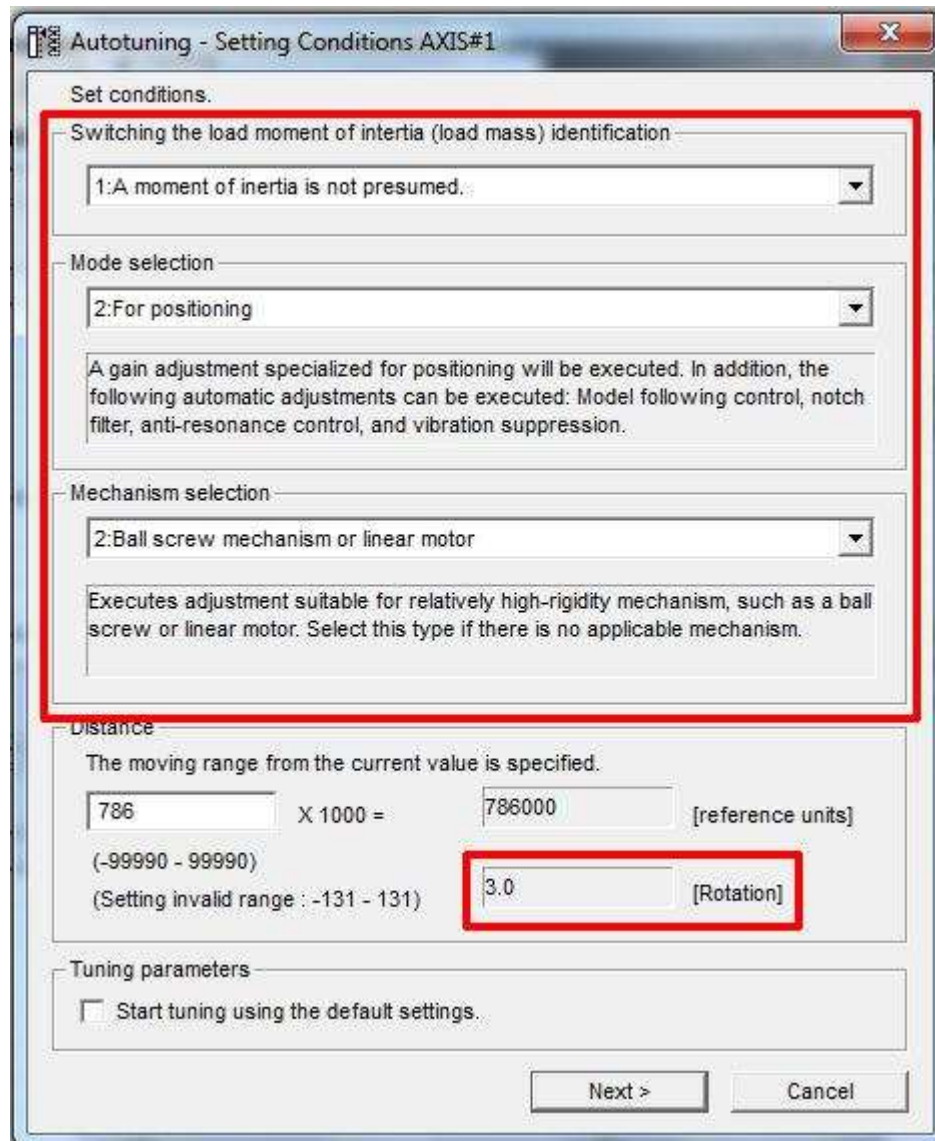 Autotuning - Setting Conditions AXIS#1
Set conditions.
Switching the load moment of intertia (load mass) identification
1:A moment of inertia is not presumed.
Mode selection
2:For positioning
A gain adjustment specialized for positioning will be executed. In addition, the
following automatic adjustments can be executed: Model following control, notch
filter, anti-resonance control, and vibration suppression.
Mechanism selection
2:Ball screw mechanism or linear motor
Executes adjustment suitable for relatively high-rigidity mechanism, such as a ball
screw or linear motor. Select this type if there is no applicable mechanism.
Distance
The moving range from the current value is specified.
786 X 1000 = 786000 [reference units]
(-99990 - 99990)
(Setting invalid range : -131 - 131) 3.0 [Rotation]
Tuning parameters
Start tuning using the default settings.
Next > Cancel